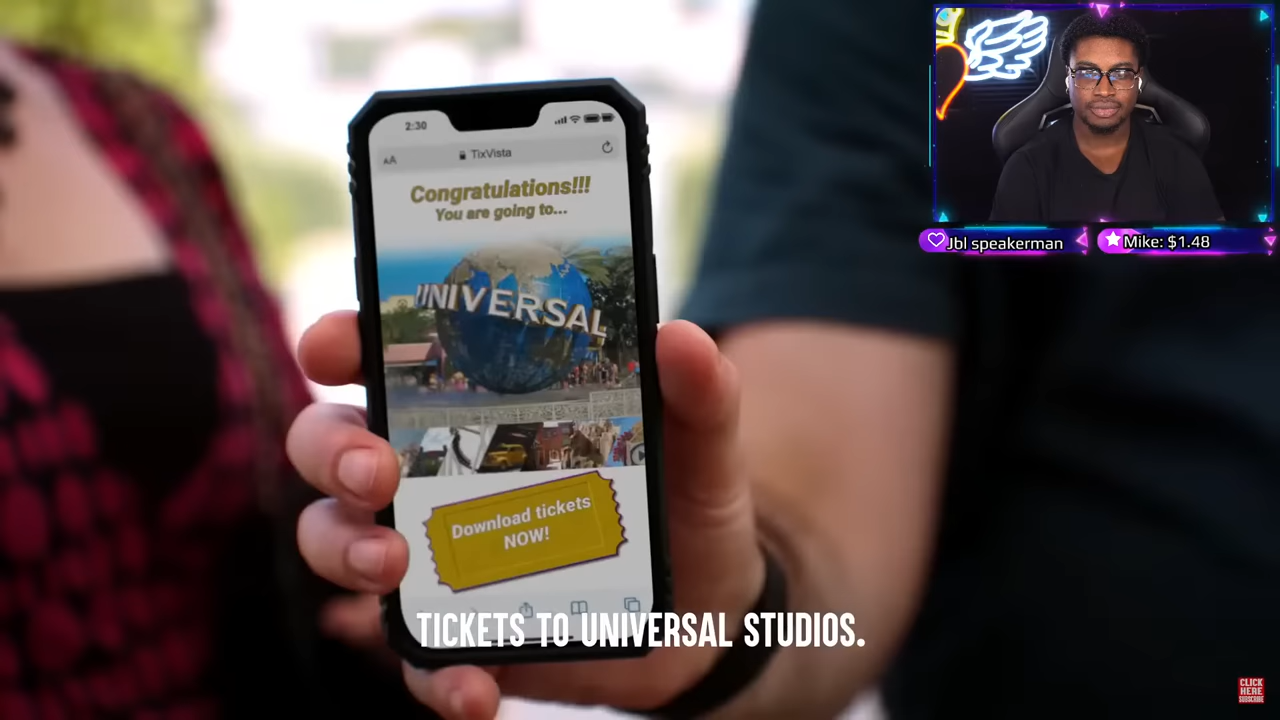 2:30
AA
TixVista
Congratulations!!!
You are going to...
UNIVERSAL
Download tickets
NOW!
TICKETS TO UNIVERSAL STUDIOS.
Jbl speakerman
Mike: $1.48
CLICK
HERE
SUBSCRIBE